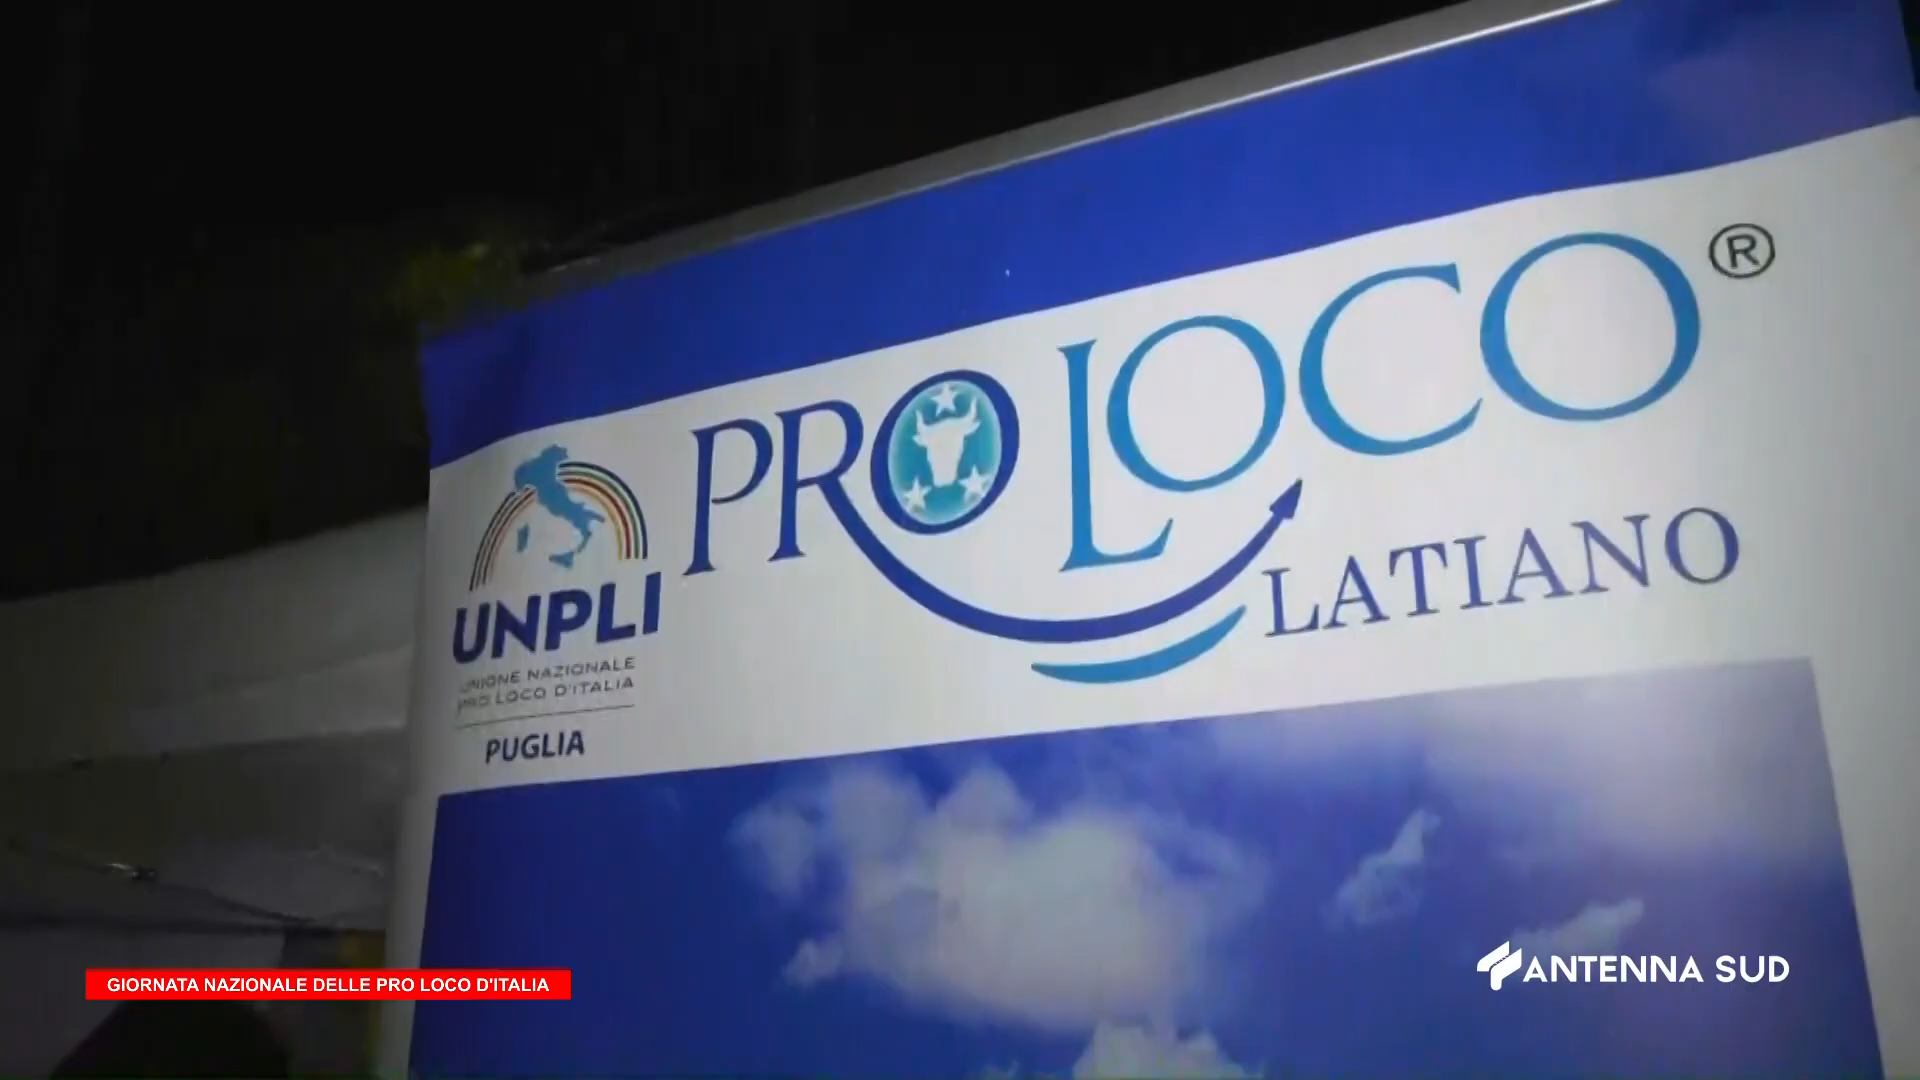 PRO LOCO ®
LATIANO
UNPLI
UNIONE NAZIONALE
PRO LOCO D'ITALIA
PUGLIA
GIORNATA NAZIONALE DELLE PRO LOCO D'ITALIA
ANTENNA SUD